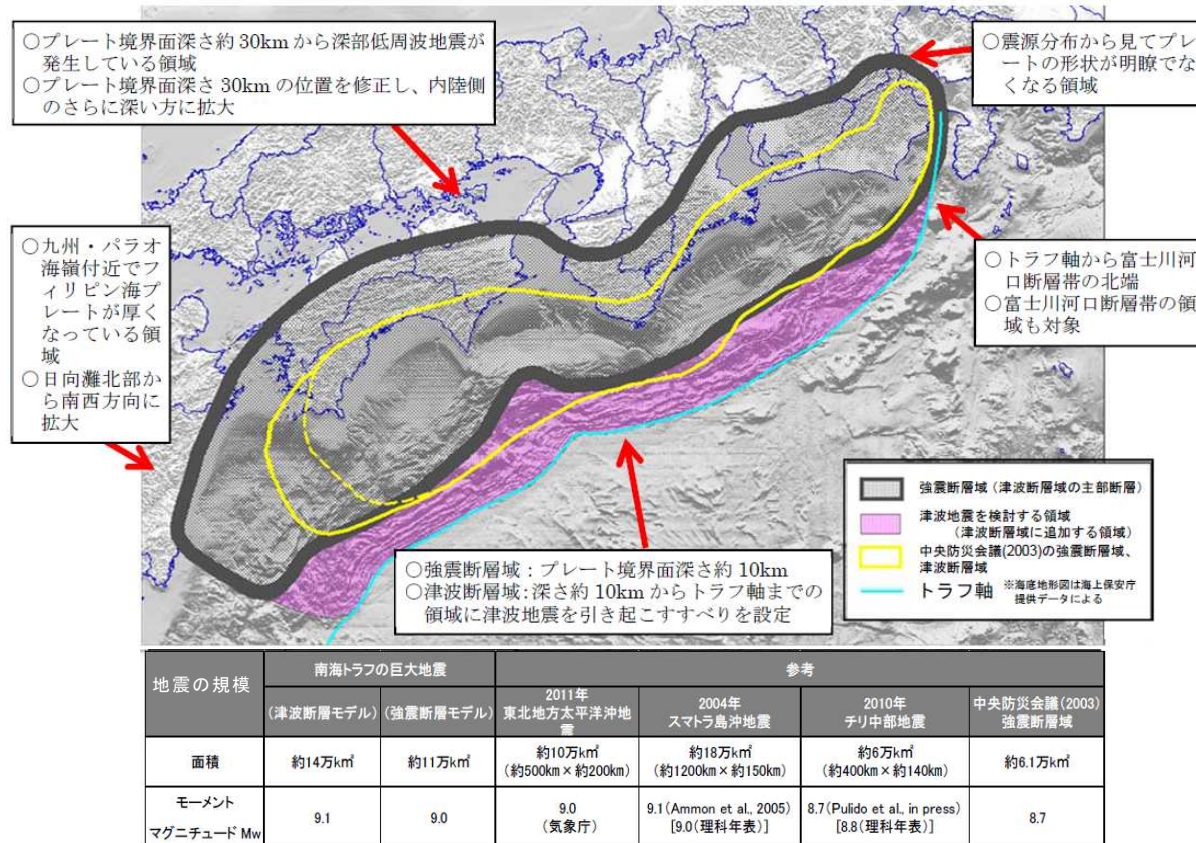 ○プレート境界面深さ約30kmから深部低周波地震が
発生している領域
○プレート境界面深さ30kmの位置を修正し、内陸側
のさらに深い方に拡大
○震源分布から見てプレ
ートの形状が明瞭でな
くなる領域
○九州・パラオ
海嶺付近でフ
ィリピン海プ
レートが厚く
なっている領
域
○日向灘北部か
ら南西方向に
拡大
○トラフ軸から富士川河
口断層帯の北端
○富士川河口断層帯の領
域も対象
○強震断層域：プレート境界面深さ約10km
○津波断層域：深さ約10kmからトラフ軸までの
領域に津波地震を引き起こすすべりを設定
強震断層域（津波断層域の主部断層）
津波地震を検討する領域
（津波断層域に追加する領域）
中央防災会議(2003)の強震断層域、
津波断層域
トラフ軸 ※海底地形図は海上保安庁
提供データによる
地震の規模 南海トラフの巨大地震 参考
(津波断層モデル) (強震断層モデル) 2011年
東北地方太平洋沖地
震 2004年
スマトラ島沖地震 2010年
チリ中部地震 中央防災会議(2003)
強震断層域
面積 約14万km² 約11万km² 約10万km²
(約500km×約200km) 約18万km²
(約1200km×約150km) 約6万km²
(約400km×約140km) 約6.1万km²
モーメント
マグニチュード Mw 9.1 9.0 9.0
(気象庁) 9.1(Ammon et al., 2005)
[9.0(理科年表)] 8.7(Pulido et al., in press)
[8.8(理科年表)] 8.7